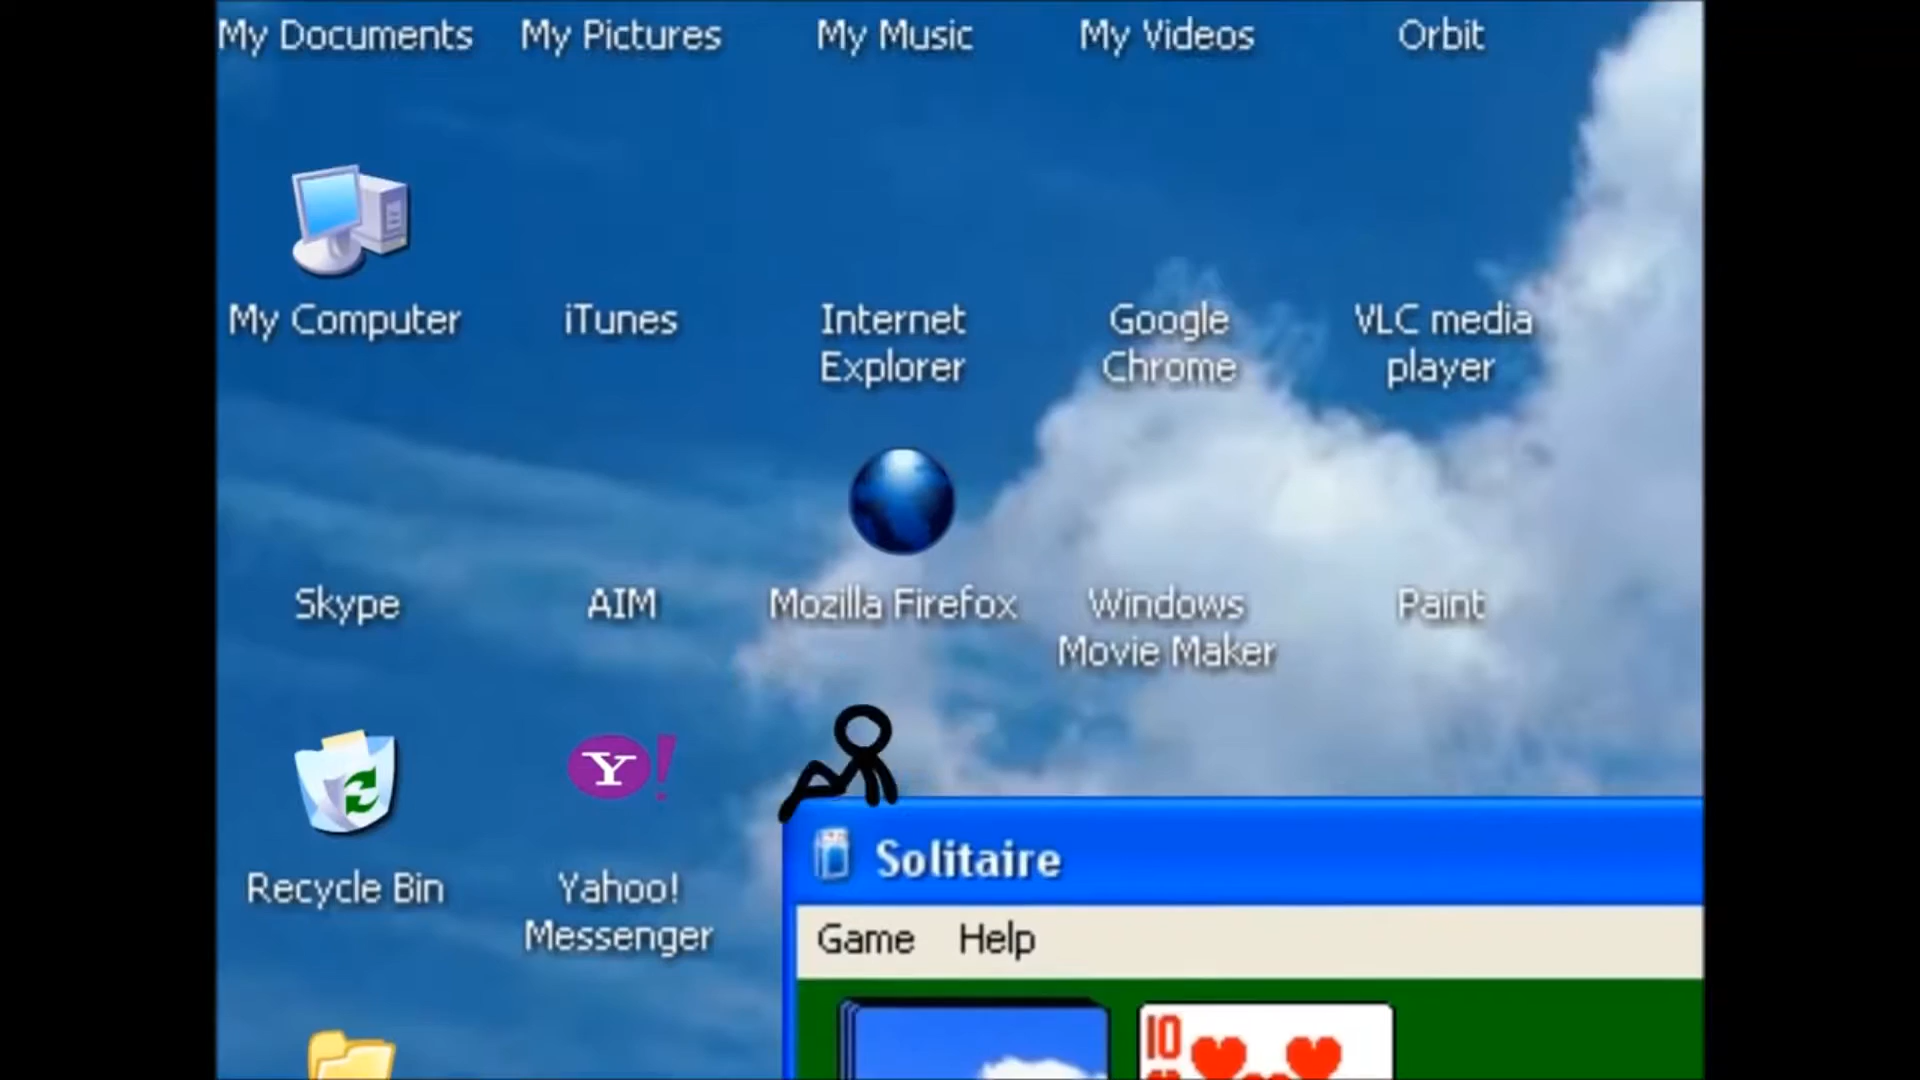 My Documents
My Pictures
My Music
My Videos
Orbit
My Computer
iTunes
Internet
Explorer
Google
Chrome
VLC media
player
Skype
AIM
Mozilla Firefox
Windows
Movie Maker
Paint
Y!
Recycle Bin
Yahoo!
Messenger
Solitaire
Game
Help
10